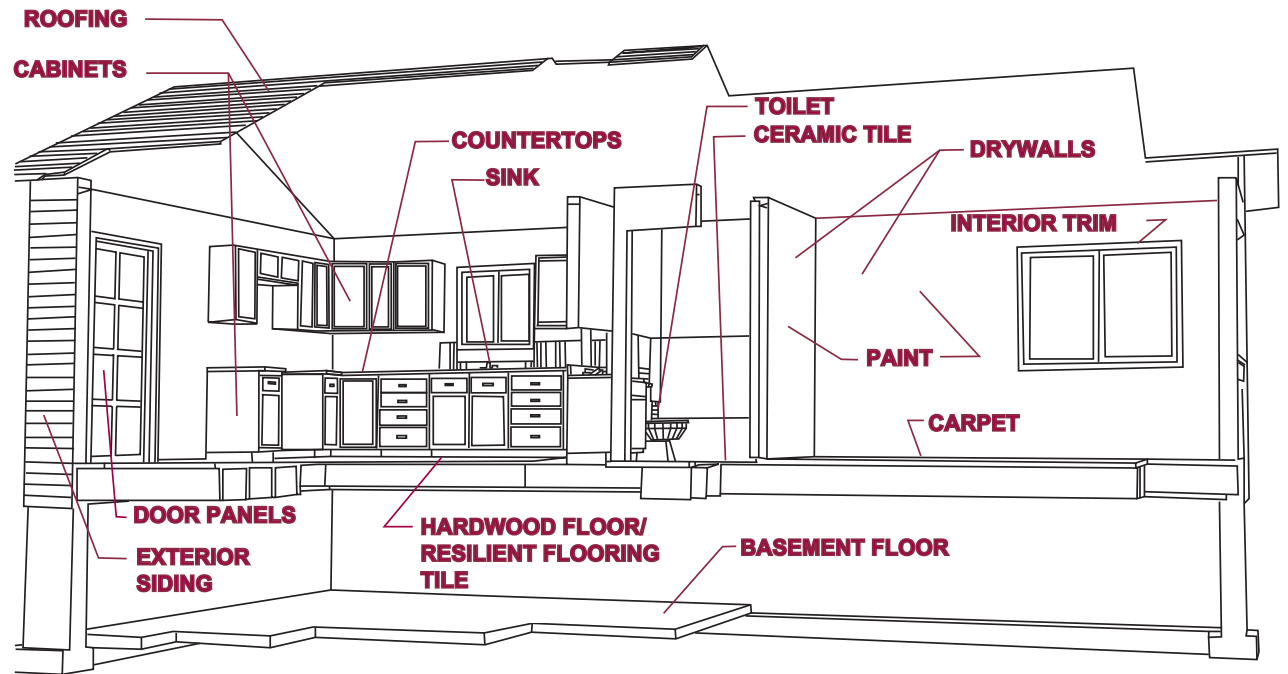 ROOFING
CABINETS
COUNTERTOPS
SINK
TOILET
CERAMIC TILE
DRYWALLS
INTERIOR TRIM
PAINT
CARPET
DOOR PANELS
EXTERIOR
SIDING
HARDWOOD FLOOR/
RESILIENT FLOORING
TILE
BASEMENT FLOOR